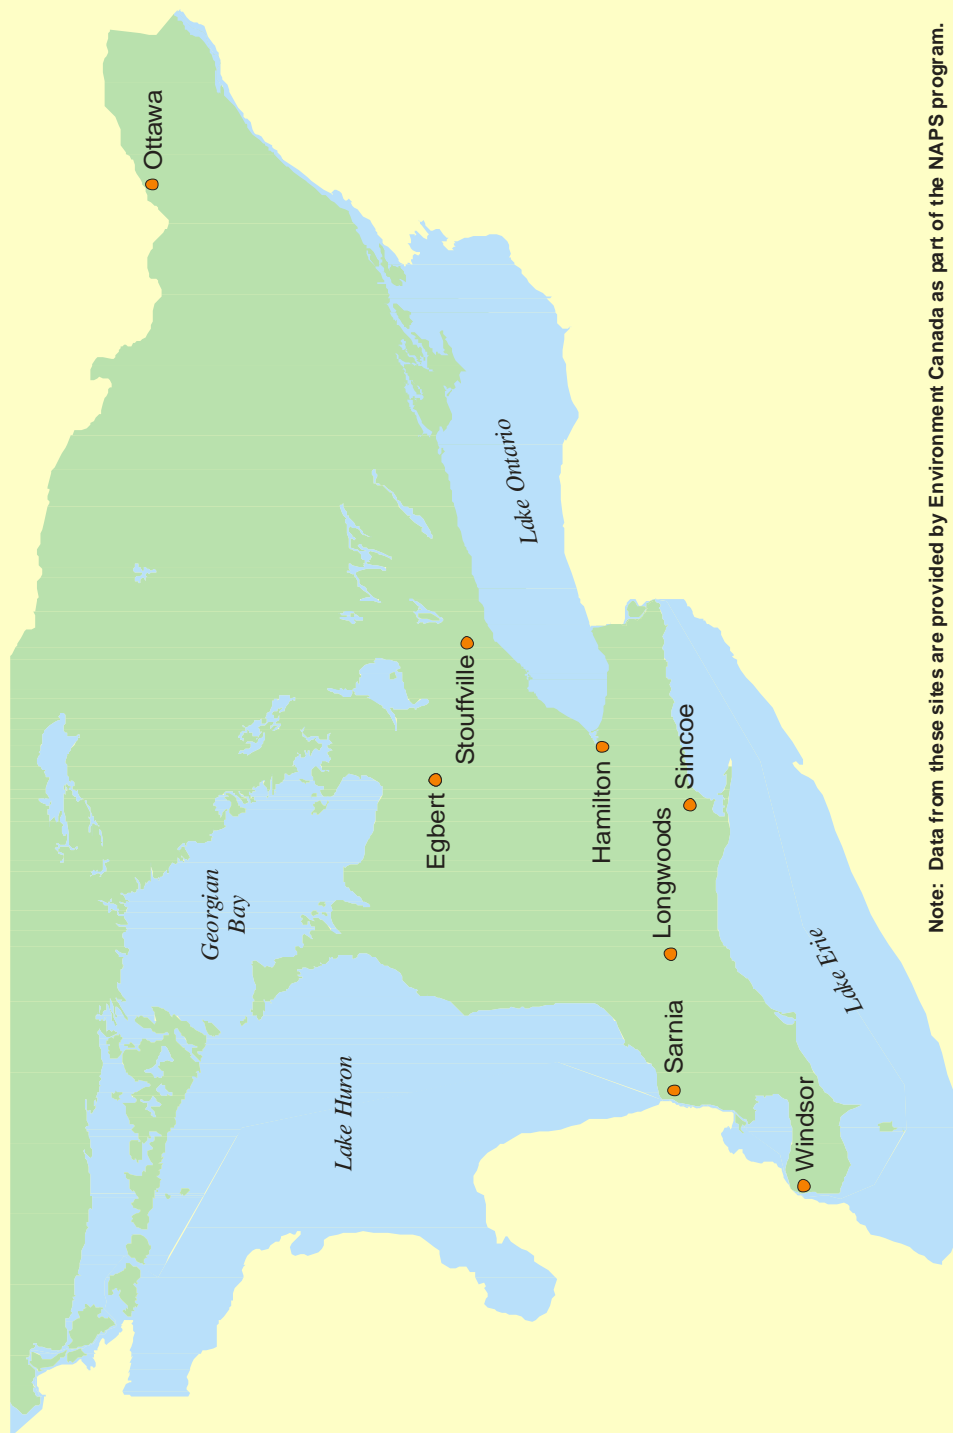 Ottawa
Lake Ontario
Stouffville
Egbert
Georgian
Bay
Hamilton
Simcoe
Longwoods
Lake Huron
Sarnia
Lake Erie
Windsor
Note: Data from these sites are provided by Environment Canada as part of the NAPS program.